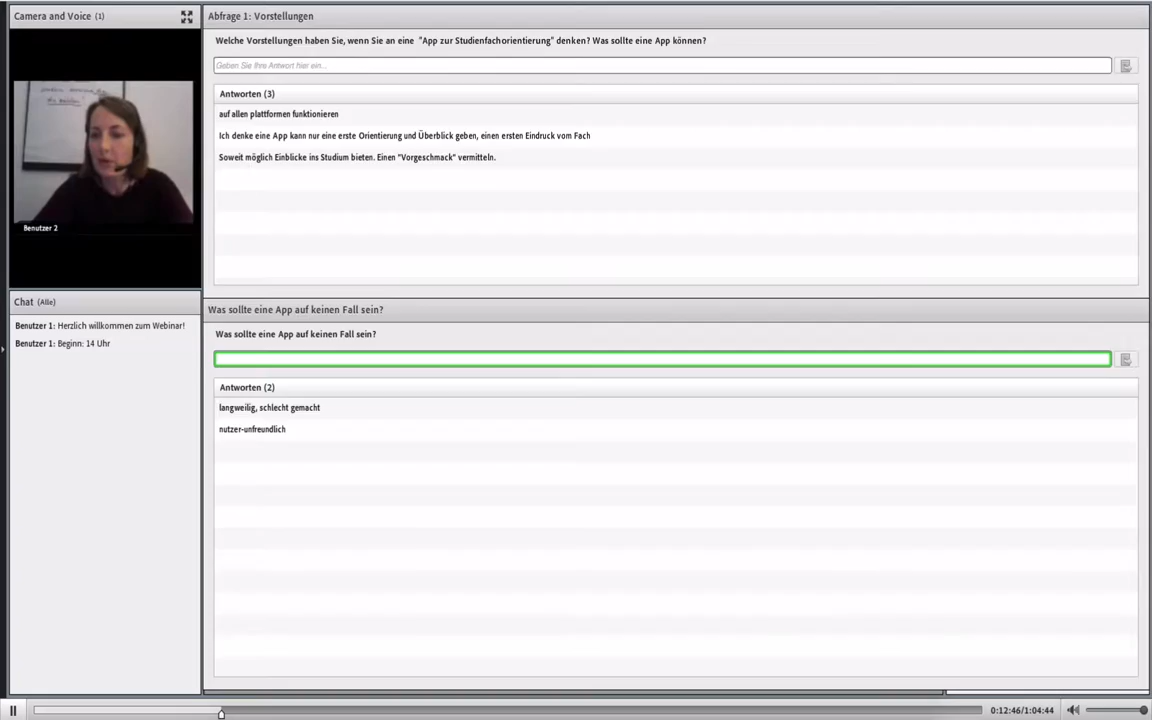 Camera and Voice (1)
Benutzer 2
Chat (Alle)
Benutzer 1: Herzlich willkommen zum Webinar!
Benutzer 1: Beginn: 14 Uhr
Abfrage 1: Vorstellungen
Welche Vorstellungen haben Sie, wenn Sie an eine "App zur Studienfachorientierung" denken? Was sollte eine App können?
Geben Sie Ihre Antwort hier ein...
Antworten (3)
auf allen plattformen funktionieren
Ich denke eine App kann nur eine erste Orientierung und Überblick geben, einen ersten Eindruck vom Fach
Soweit möglich Einblicke ins Studium bieten. Einen "Vorgeschmack" vermitteln.
Was sollte eine App auf keinen Fall sein?
Was sollte eine App auf keinen Fall sein?
Antworten (2)
langweilig, schlecht gemacht
nutzer-unfreundlich
0:12:46/1:04:44